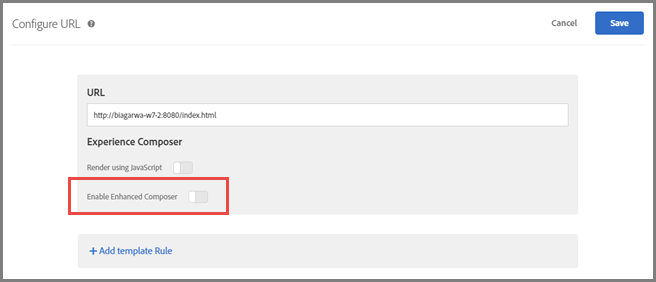 Configure URL ?
Cancel
Save
URL
http://biagarwa-w7-2:8080/index.html
Experience Composer
Render using JavaScript
Enable Enhanced Composer
+ Add template Rule